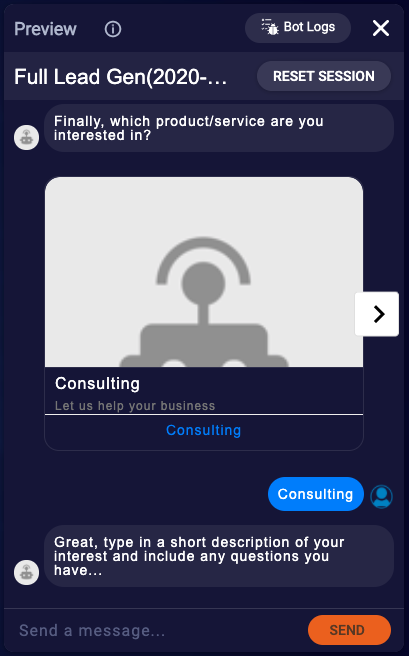 Preview
Bot Logs
Full Lead Gen(2020-...
RESET SESSION
Finally, which product/service are you
interested in?
Consulting
Let us help your business
Consulting
Consulting
Great, type in a short description of your
interest and include any questions you
have...
Send a message...
SEND